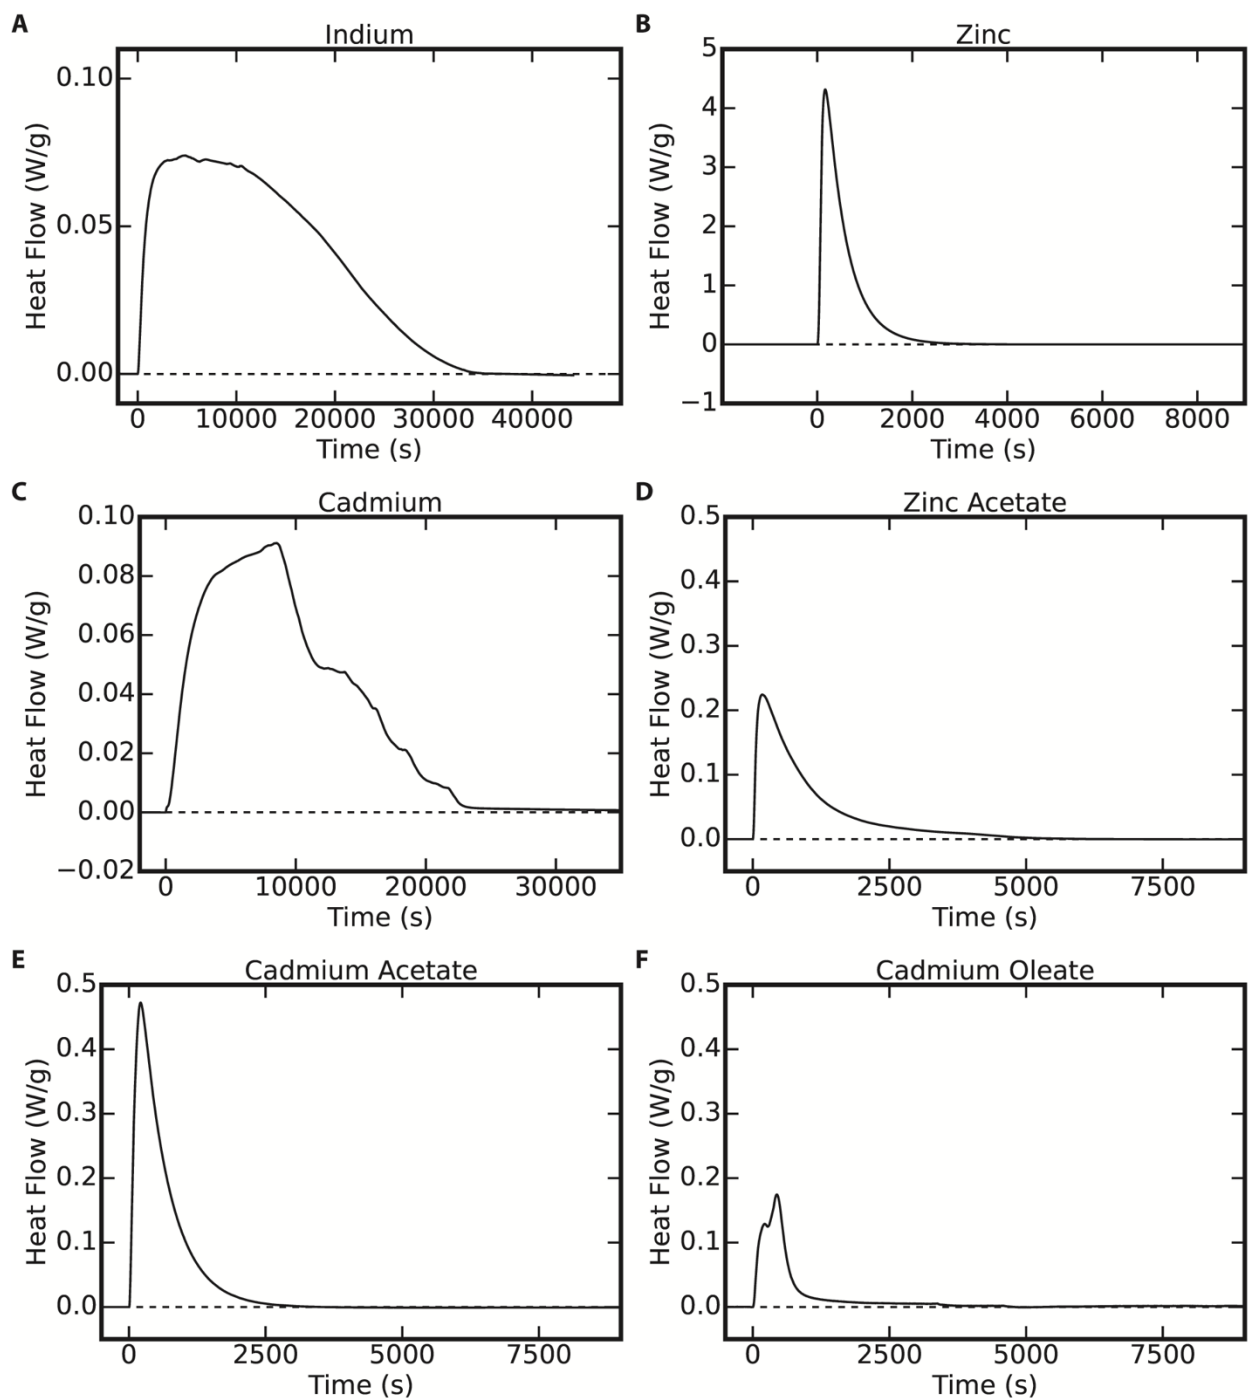 A
Indium
Heat Flow (W/g)
0.10
0.05
0.00
0 10000 20000 30000 40000
Time (s)
B
Zinc
Heat Flow (W/g)
5
4
3
2
1
0
−1
0 2000 4000 6000 8000
Time (s)
C
Cadmium
Heat Flow (W/g)
0.10
0.08
0.06
0.04
0.02
0.00
−0.02
0 10000 20000 30000
Time (s)
D
Zinc Acetate
Heat Flow (W/g)
0.5
0.4
0.3
0.2
0.1
0.0
0 2500 5000 7500
Time (s)
E
Cadmium Acetate
Heat Flow (W/g)
0.5
0.4
0.3
0.2
0.1
0.0
0 2500 5000 7500
Time (s)
F
Cadmium Oleate
Heat Flow (W/g)
0.5
0.4
0.3
0.2
0.1
0.0
0 2500 5000 7500
Time (s)